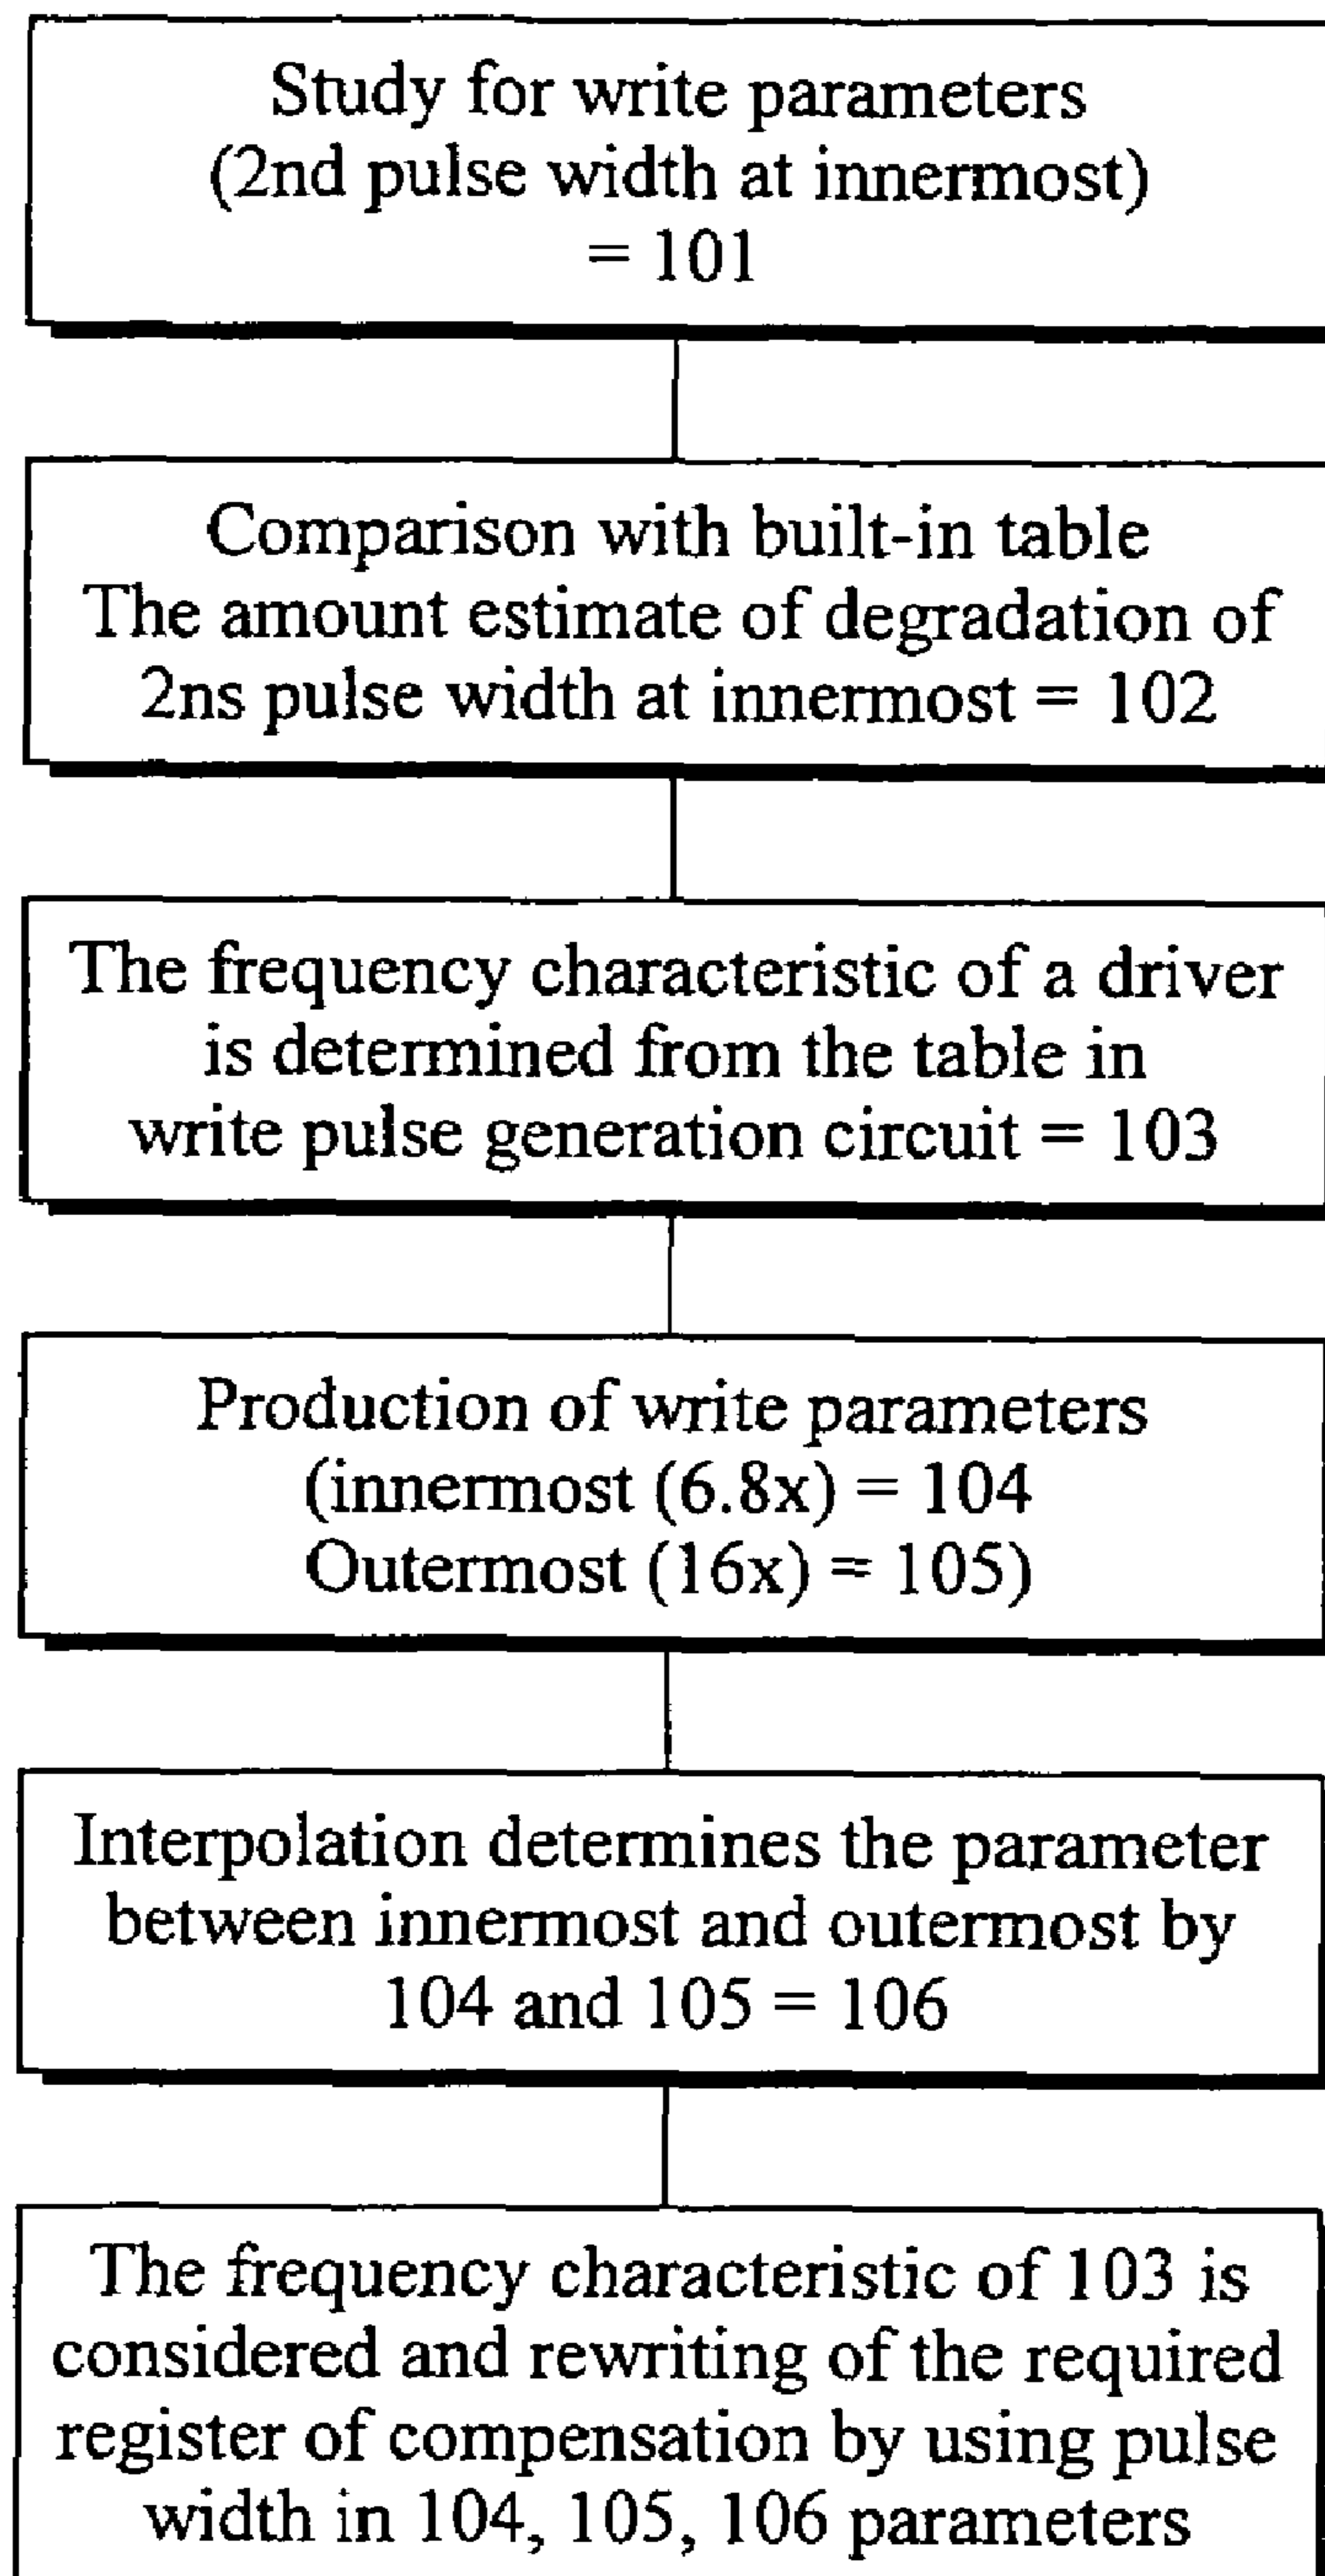 Study for write parameters
(2nd pulse width at innermost)
= 101
Comparison with built-in table
The amount estimate of degradation of
2ns pulse width at innermost = 102
The frequency characteristic of a driver
is determined from the table in
write pulse generation circuit = 103
Production of write parameters
(innermost (6.8x) = 104
Outermost (16x) = 105)
Interpolation determines the parameter
between innermost and outermost by
104 and 105 = 106
The frequency characteristic of 103 is
considered and rewriting of the required
register of compensation by using pulse
width in 104, 105, 106 parameters